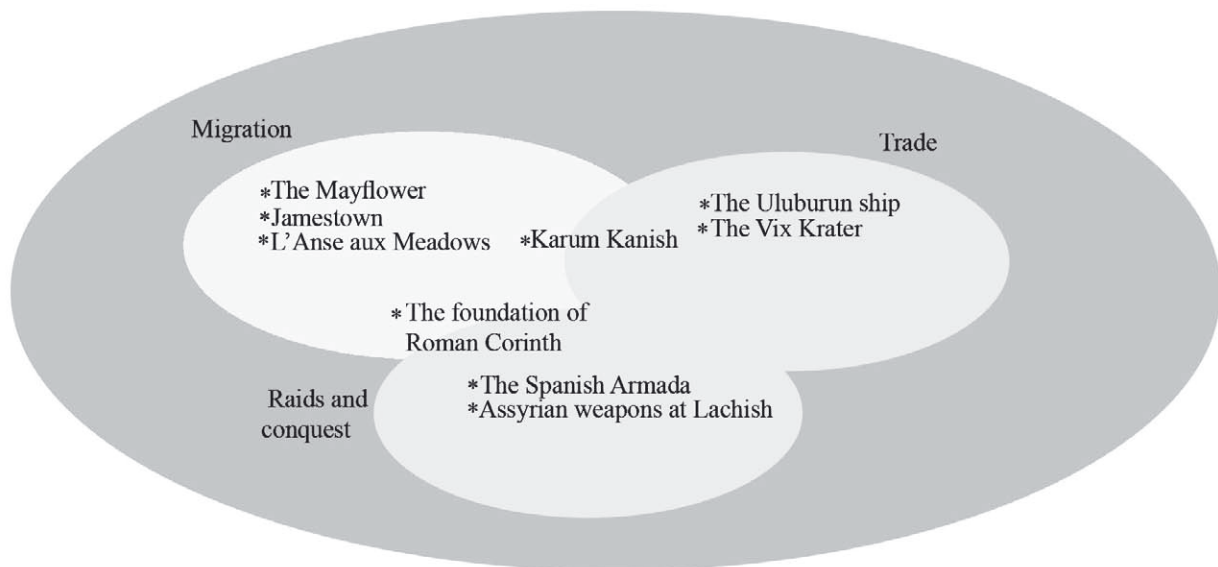 Migration
Trade
*The Mayflower
*Jamestown
*L'Anse aux Meadows
*Karum Kanish
*The Uluburun ship
*The Vix Krater
*The foundation of
Roman Corinth
Raids and
conquest
*The Spanish Armada
*Assyrian weapons at Lachish